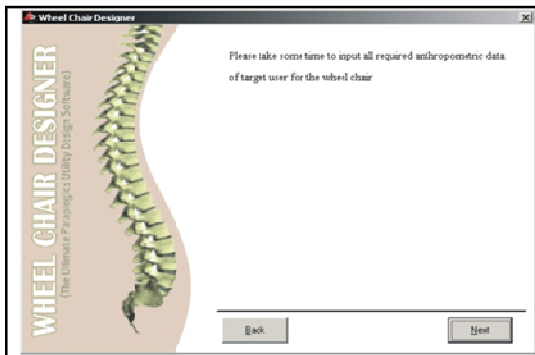 Wheel Chair Designer
WHEEL CHAIR DESIGNER
(The Ultimate Paraplegics Utility Design Software)
Please take some time to input all required anthropometric data
of target user for the wheel chair
Back
Next